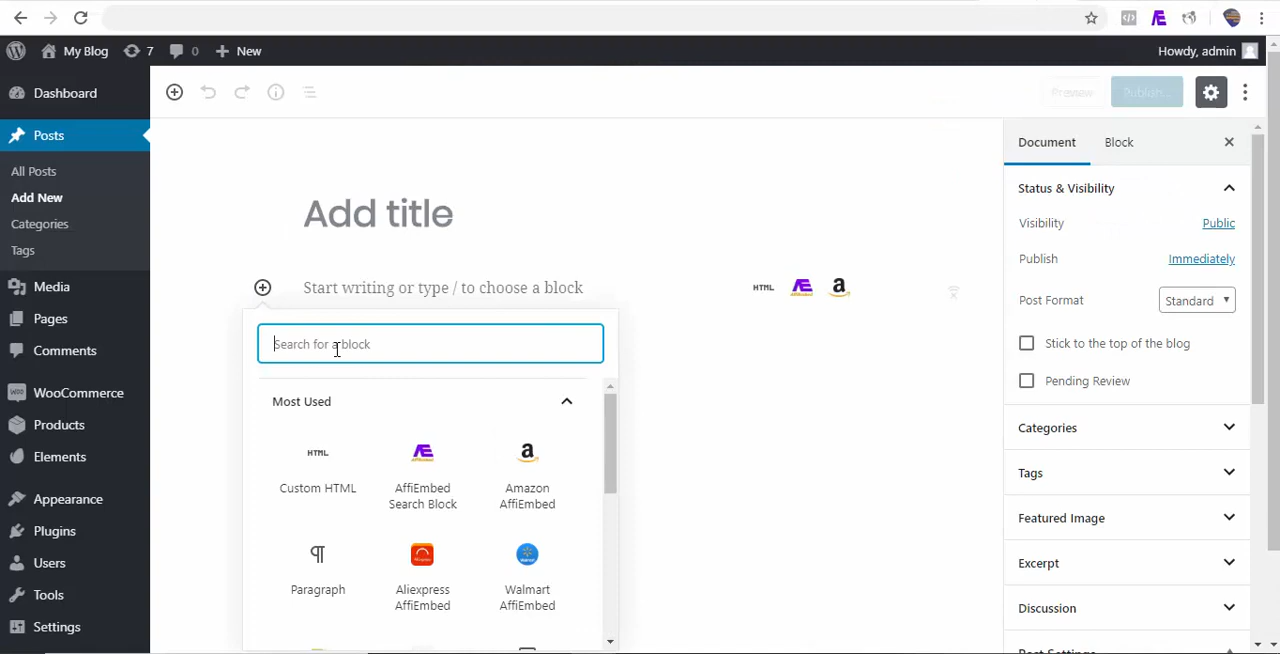 My Blog
7
0
New
Howdy, admin
Dashboard
Posts
All Posts
Add New
Categories
Tags
Media
Pages
Comments
WooCommerce
Products
Elements
Appearance
Plugins
Users
Tools
Settings
Preview
Publish...
Add title
Start writing or type / to choose a block
HTML
Search for a block
Most Used
HTML
Custom HTML
AffiEmbed
Search Block
Amazon
AffiEmbed
Paragraph
Aliexpress
AffiEmbed
Walmart
AffiEmbed
Document
Block
Status & Visibility
Visibility
Public
Publish
Immediately
Post Format
Standard
Stick to the top of the blog
Pending Review
Categories
Tags
Featured Image
Excerpt
Discussion